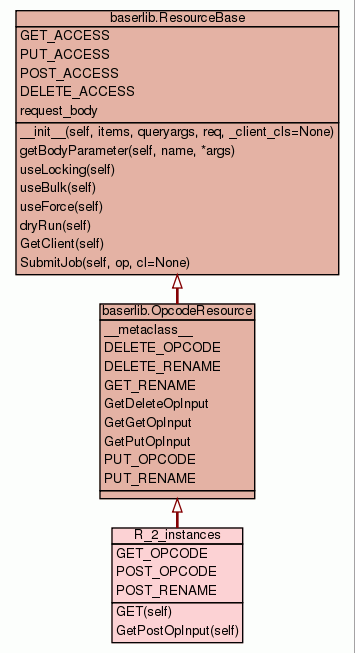 baserlib.ResourceBase
GET_ACCESS
PUT_ACCESS
POST_ACCESS
DELETE_ACCESS
request_body
__init__(self, items, queryargs, req, _client_cls=None)
getBodyParameter(self, name, *args)
useLocking(self)
useBulk(self)
useForce(self)
dryRun(self)
GetClient(self)
SubmitJob(self, op, cl=None)
baserlib.OpcodeResource
__metaclass__
DELETE_OPCODE
DELETE_RENAME
GET_RENAME
GetDeleteOpInput
GetGetOpInput
GetPutOpInput
PUT_OPCODE
PUT_RENAME
R_2_instances
GET_OPCODE
POST_OPCODE
POST_RENAME
GET(self)
GetPostOpInput(self)